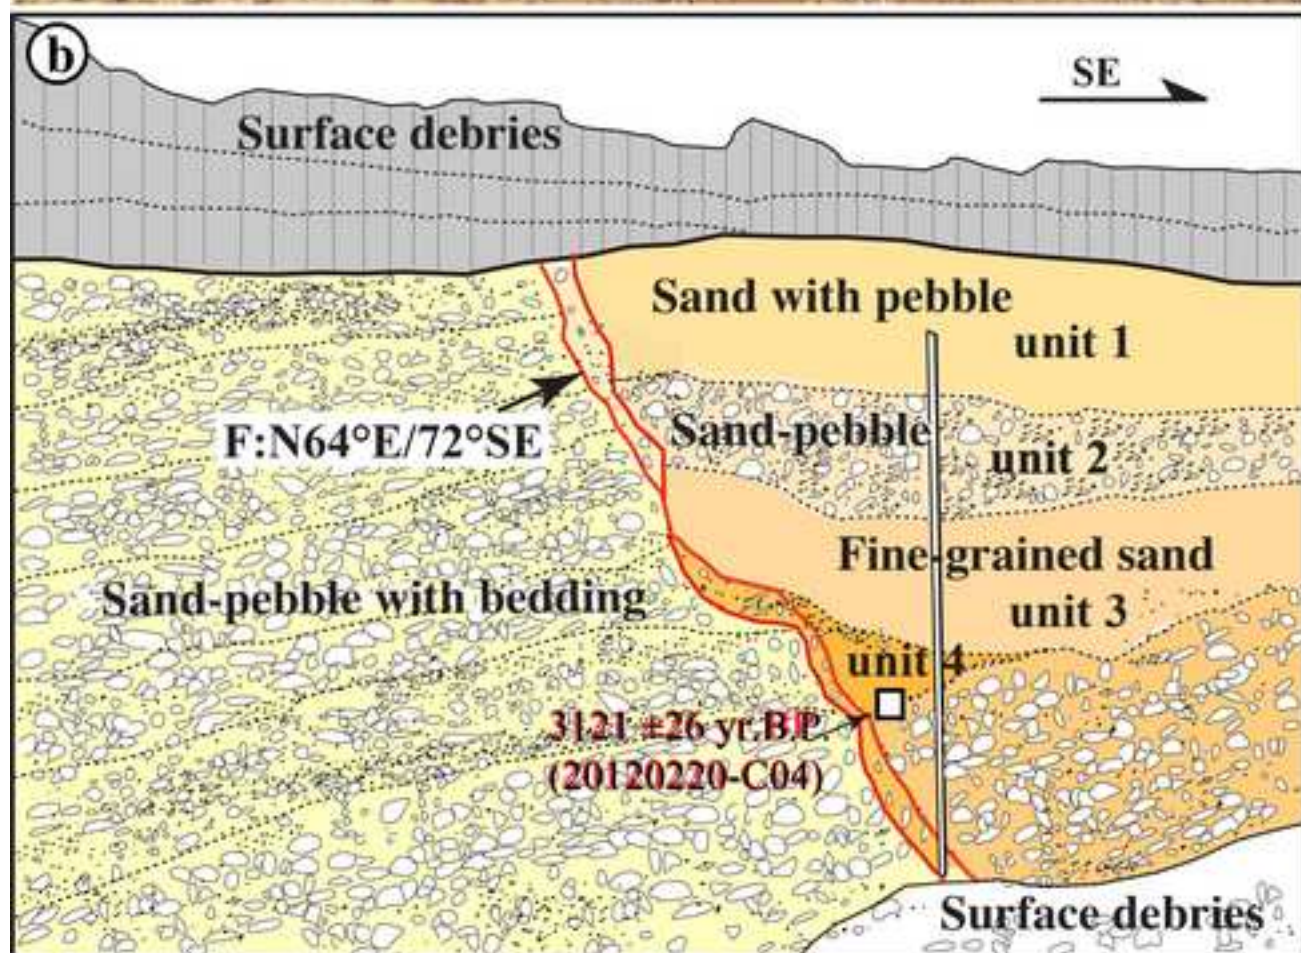 b
SE
Surface debries
Sand with pebble
unit 1
F:N64°E/72°SE
Sand-pebble
unit 2
Fine-grained sand
unit 3
Sand-pebble with bedding
unit 4
3121 ±26 yr.B.P.
(20120220-C04)
Surface debries